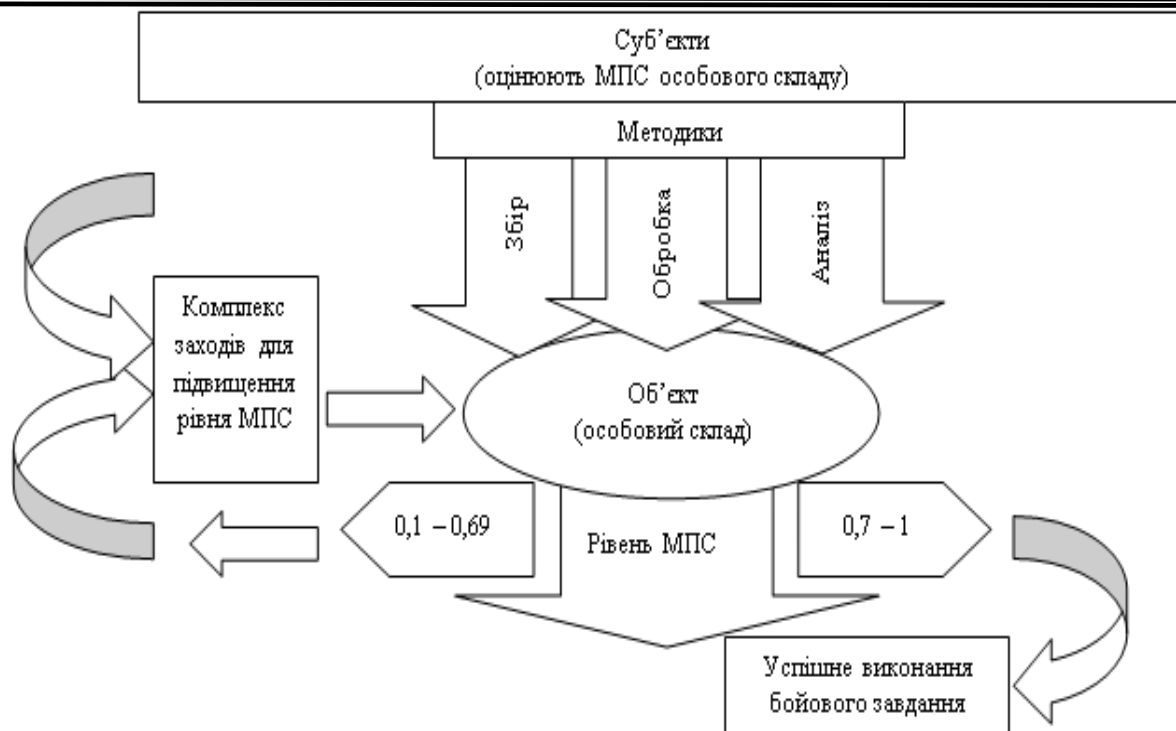 Суб’єкти
(оцінюють МПС особового складу)
Методики
Збір
Обробка
Аналіз
Комплекс
заходів для
підвищення
рівня МПС
Об’єкт
(особовий склад)
0,1 – 0,69
Рівень МПС
0,7 – 1
Успішне виконання
бойового завдання